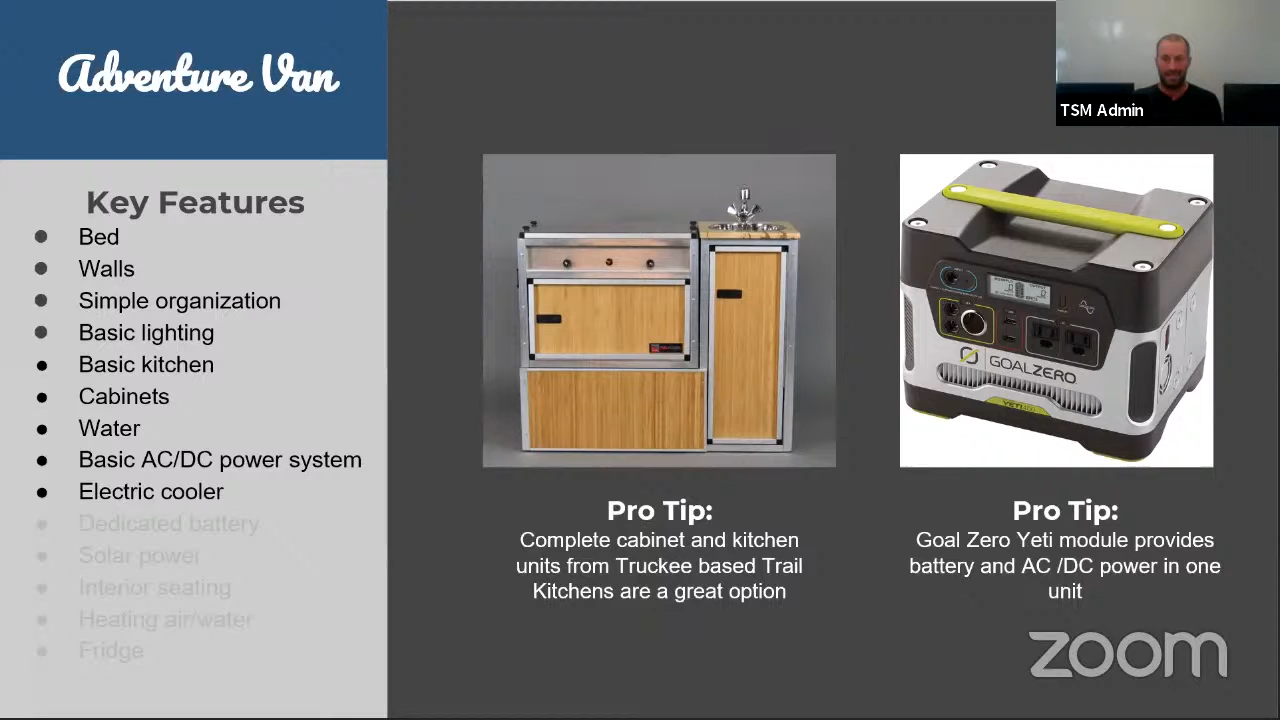 Adventure Van
TSM Admin
Key Features
Bed
Walls
Simple organization
Basic lighting
Basic kitchen
Cabinets
Water
Basic AC/DC power system
Electric cooler
Dedicated battery
Solar power
Interior seating
Heating air/water
Fridge
GOALZERO
YETI
Pro Tip:
Complete cabinet and kitchen
units from Truckee based Trail
Kitchens are a great option
Pro Tip:
Goal Zero Yeti module provides
battery and AC /DC power in one
unit
zoom